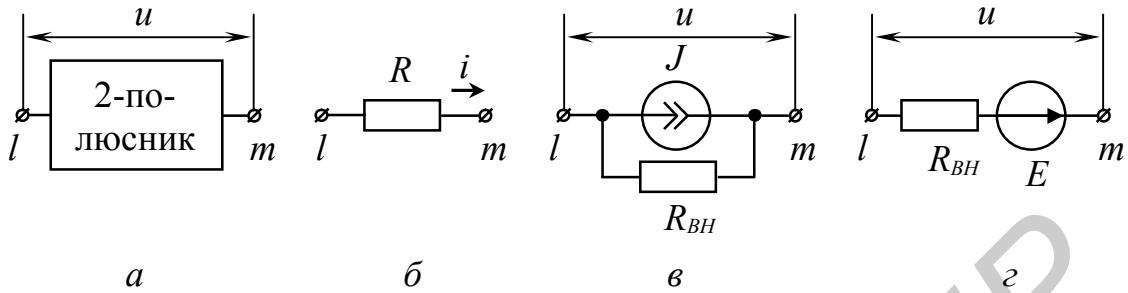 u u u
2-по-
люсник
R i J
l m l m l m l m
R_BH E
R_BH
а б в г